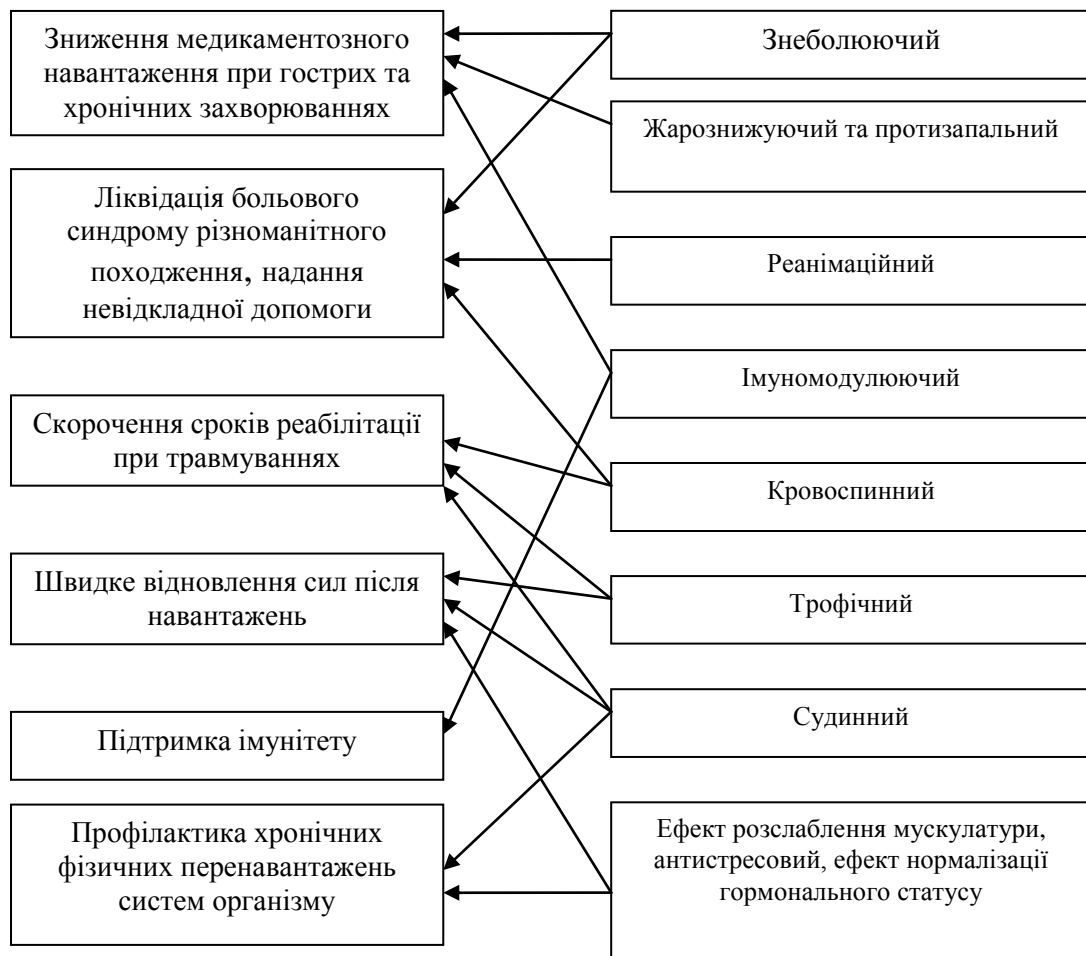 Зниження медикаментозного
навантаження при гострих та
хронічних захворюваннях
Ліквідація больового
синдрому різноманітного
походження, надання
невідкладної допомоги
Скорочення сроків реабілітації
при травмуваннях
Швидке відновлення сил після
навантажень
Підтримка імунітету
Профілактика хронічних
фізичних перенавантажень
систем організму
Знеболюючий
Жарознижуючий та протизапальний
Реанімаційний
Імуномодулюючий
Кровоспинний
Трофічний
Судинний
Ефект розслаблення мускулатури,
антистресовий, ефект нормалізації
гормонального статусу